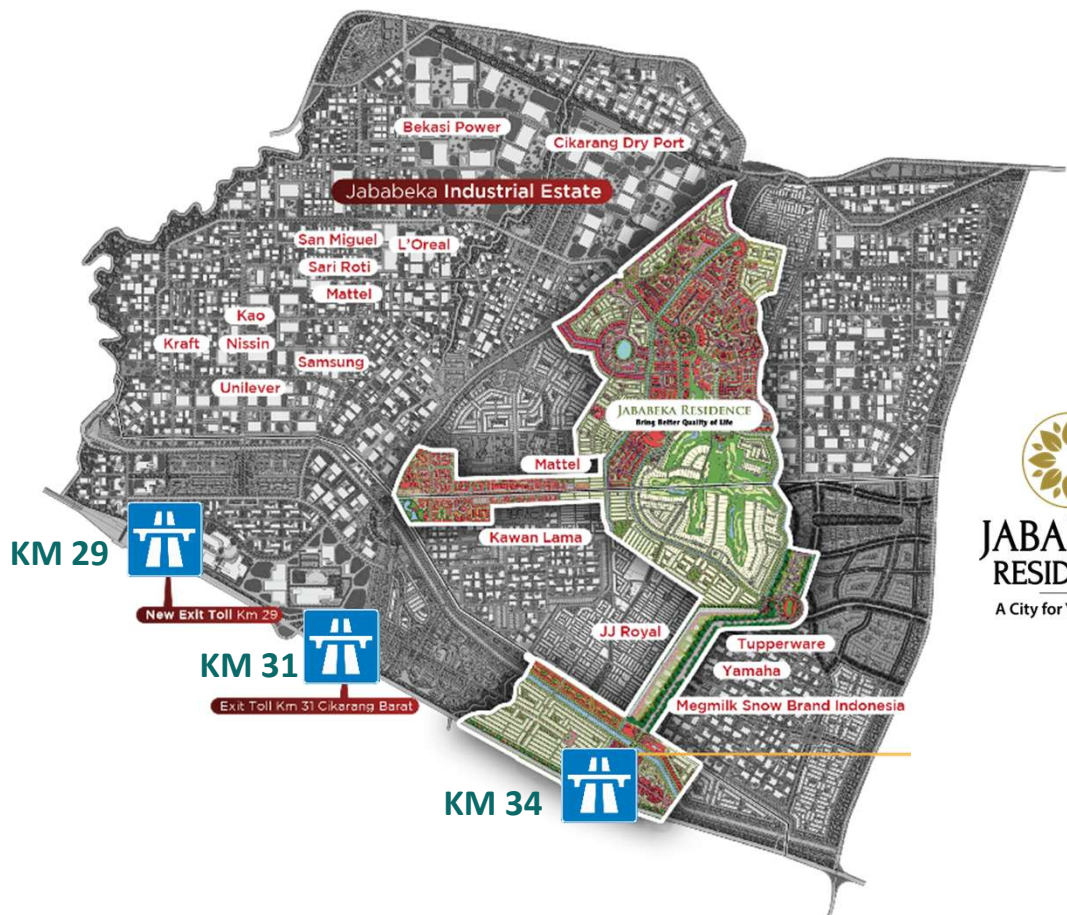 Bekasi Power
Cikarang Dry Port
Jababeka Industrial Estate
San Miguel
L'Oreal
Sari Roti
Mattel
Kao
Kraft
Nissin
Samsung
Unilever
JABABEKA RESIDENCE
Bring Better Quality of Life
Mattel
Kawan Lama
KM 29
New Exit Toll Km 29
KM 31
Exit Toll Km 31 Cikarang Barat
JJ Royal
Tupperware
Yamaha
Megmilk Snow Brand Indonesia
KM 34
JABA
RESID
A City for